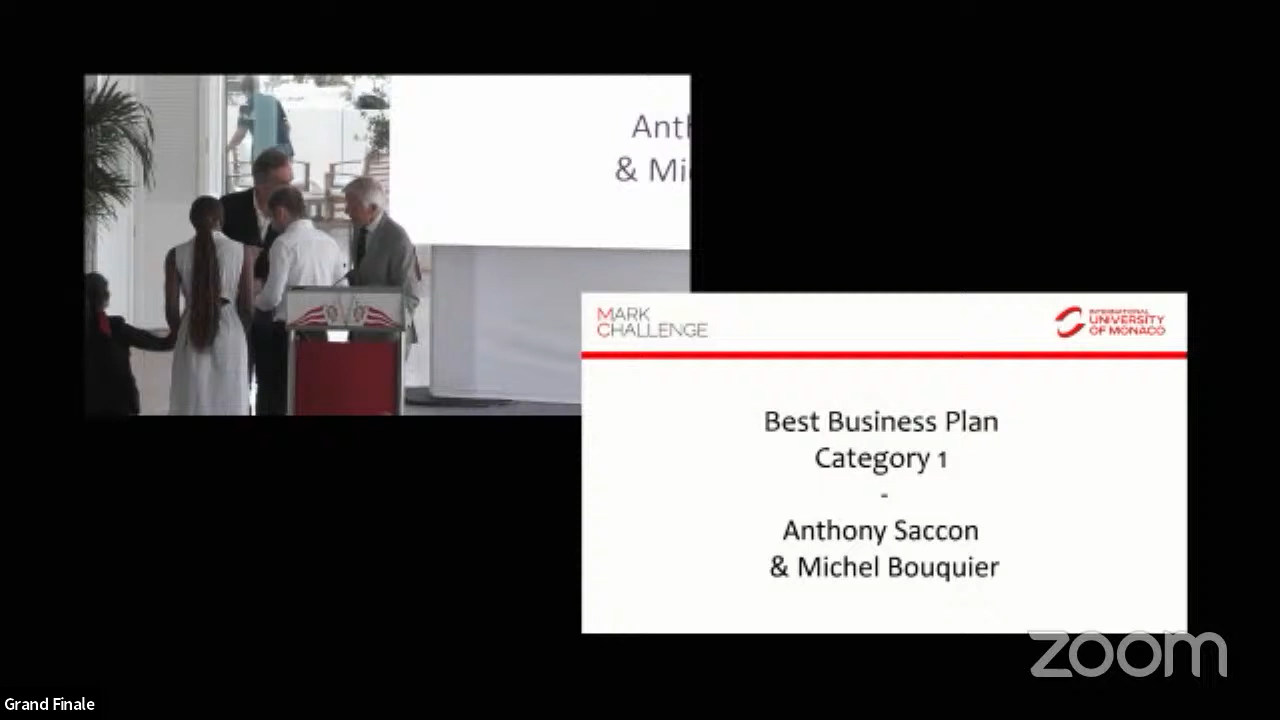 Anth
& Mic
MARK
CHALLENGE
INTERNATIONAL
UNIVERSITY
OF MONACO
Best Business Plan
Category 1
-
Anthony Saccon
& Michel Bouquier
zoom
Grand Finale